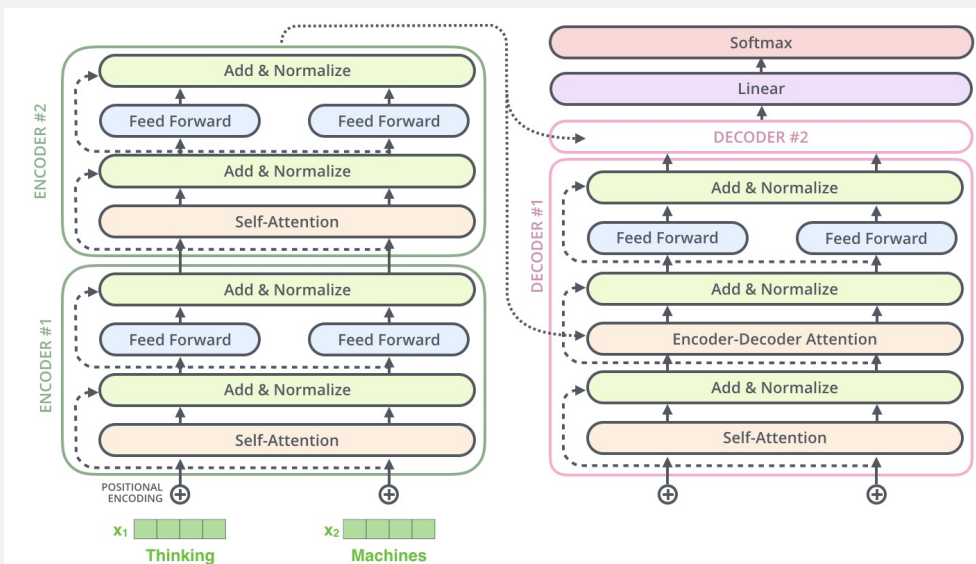 ENCODER #2
Add & Normalize
Feed Forward
Feed Forward
Add & Normalize
Self-Attention
ENCODER #1
Add & Normalize
Feed Forward
Feed Forward
Add & Normalize
Self-Attention
POSITIONAL
ENCODING
x₁
x₂
Thinking
Machines
Softmax
Linear
DECODER #2
DECODER #1
Add & Normalize
Feed Forward
Feed Forward
Add & Normalize
Encoder-Decoder Attention
Add & Normalize
Self-Attention